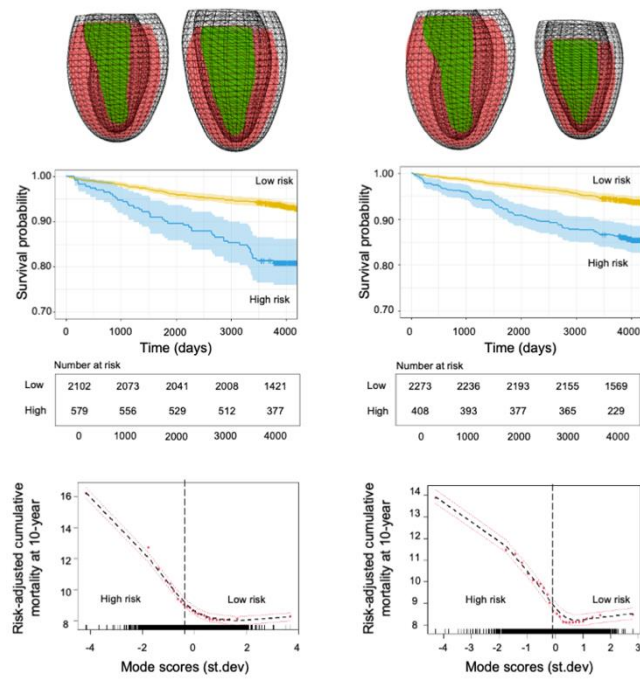 1.00
0.90
0.80
0.70
Survival probability
Low risk
High risk
0 1000 2000 3000 4000
Time (days)
Number at risk
Low 2102 2073 2041 2008 1421
High 579 556 529 512 377
0 1000 2000 3000 4000
16
14
12
10
8
Risk-adjusted cumulative
mortality at 10-year
High risk Low risk
-4 -2 0 2 4
Mode scores (st.dev)
1.00
0.90
0.80
0.70
Survival probability
Low risk
High risk
0 1000 2000 3000 4000
Time (days)
Number at risk
Low 2273 2236 2193 2155 1569
High 408 393 377 365 229
0 1000 2000 3000 4000
14
13
12
11
10
9
8
Risk-adjusted cumulative
mortality at 10-year
High risk Low risk
-4 -3 -2 -1 0 1 2 3
Mode scores (st.dev)